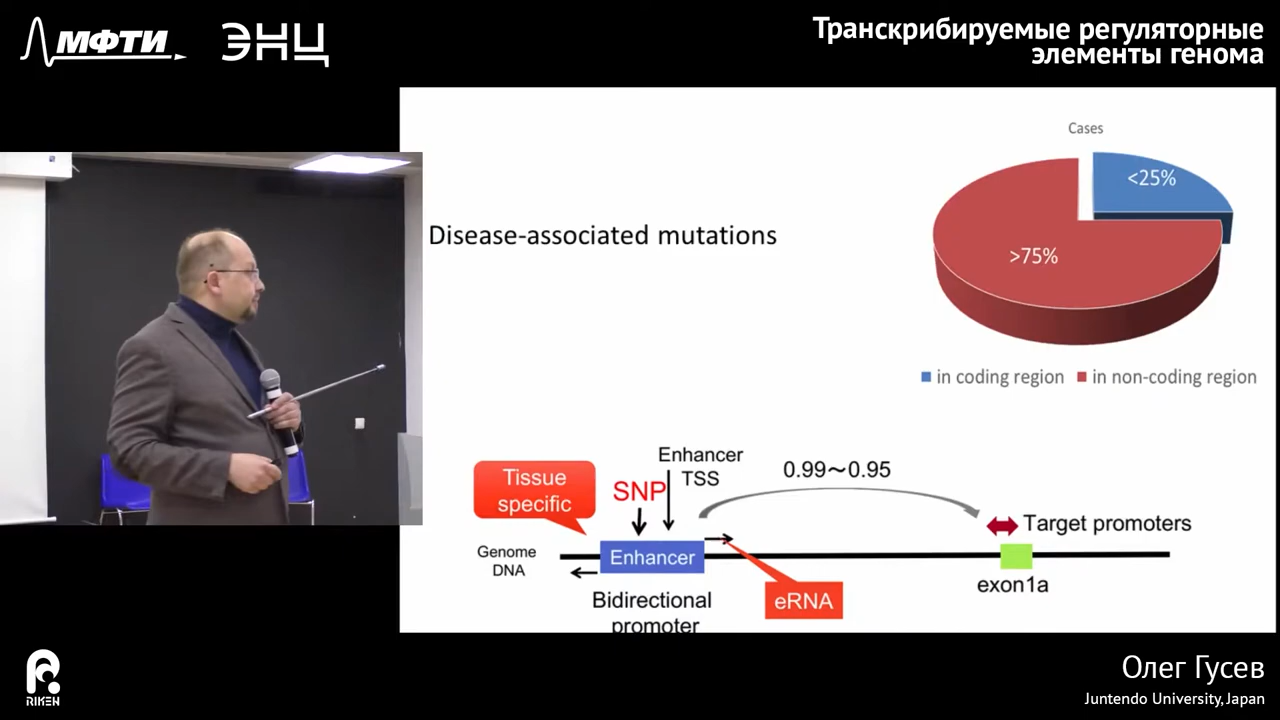 МФТИ
ЭНЦ
Транскрибируемые регуляторные
элементы генома
Cases
<25%
>75%
Disease-associated mutations
in coding region
in non-coding region
Tissue
specific
SNP
Enhancer
TSS
0.99～0.95
Target promoters
Genome
DNA
Enhancer
exon1a
Bidirectional
promoter
eRNA
RIKEN
Олег Гусев
Juntendo University, Japan